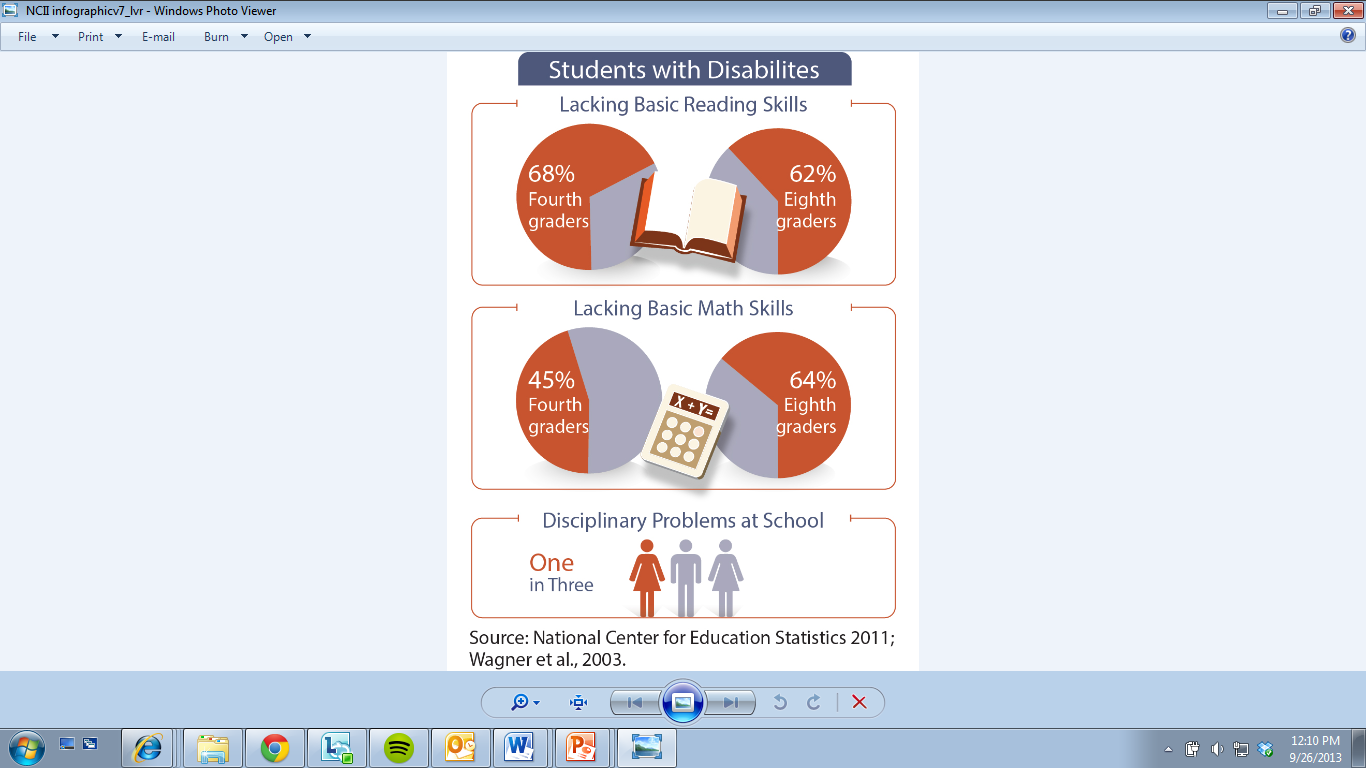 NCII infographicv7_lvr - Windows Photo Viewer
File Print E-mail Burn Open
Students with Disabilites
Lacking Basic Reading Skills
68%
Fourth
graders
62%
Eighth
graders
Lacking Basic Math Skills
45%
Fourth
graders
X + Y=
64%
Eighth
graders
Disciplinary Problems at School
One
in Three
Source: National Center for Education Statistics 2011;
Wagner et al., 2003.
12:10 PM
9/26/2013